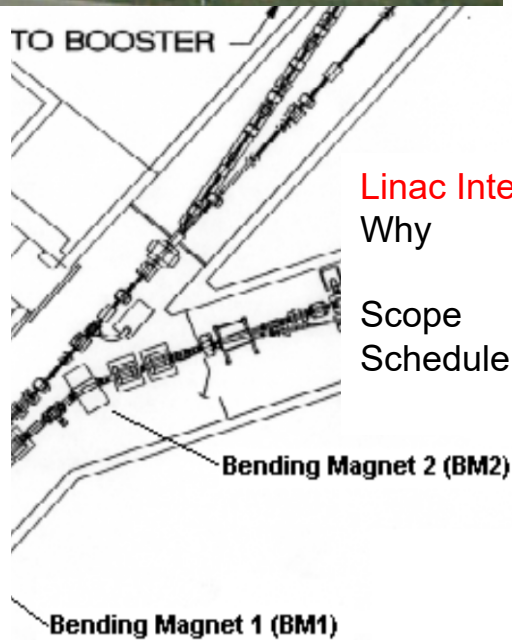 TO BOOSTER
Linac Inte
Why
Scope
Schedule
Bending Magnet 2 (BM2)
Bending Magnet 1 (BM1)